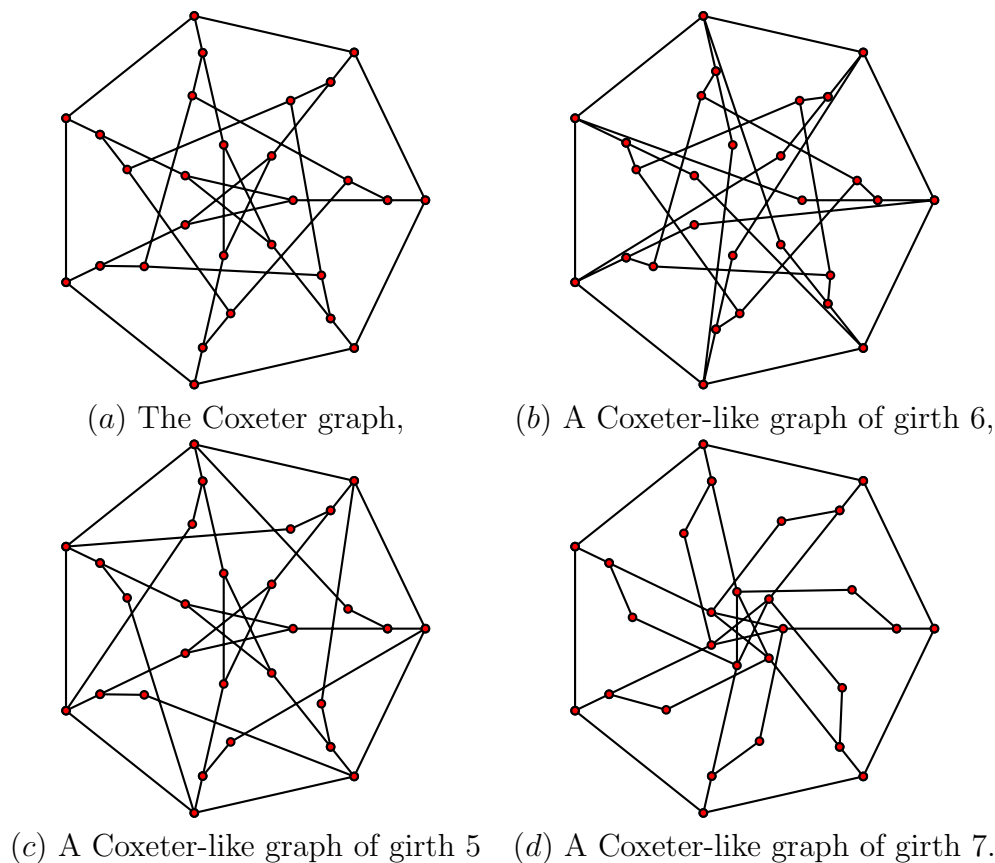 (a) The Coxeter graph,
(b) A Coxeter-like graph of girth 6,
(c) A Coxeter-like graph of girth 5
(d) A Coxeter-like graph of girth 7.